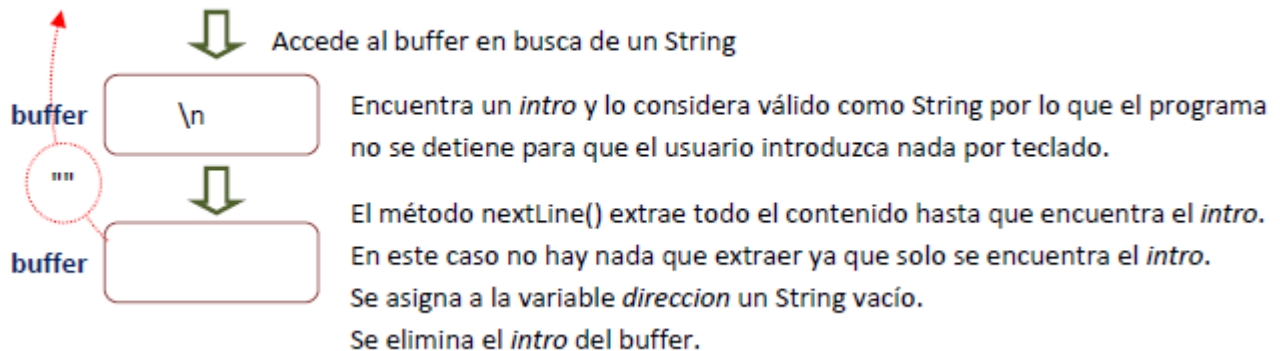 Accede al buffer en busca de un String
buffer
\n
Encuentra un intro y lo considera válido como String por lo que el programa
no se detiene para que el usuario introduzca nada por teclado.
""
El método nextLine() extrae todo el contenido hasta que encuentra el intro.
buffer
En este caso no hay nada que extraer ya que solo se encuentra el intro.
Se asigna a la variable direccion un String vacío.
Se elimina el intro del buffer.